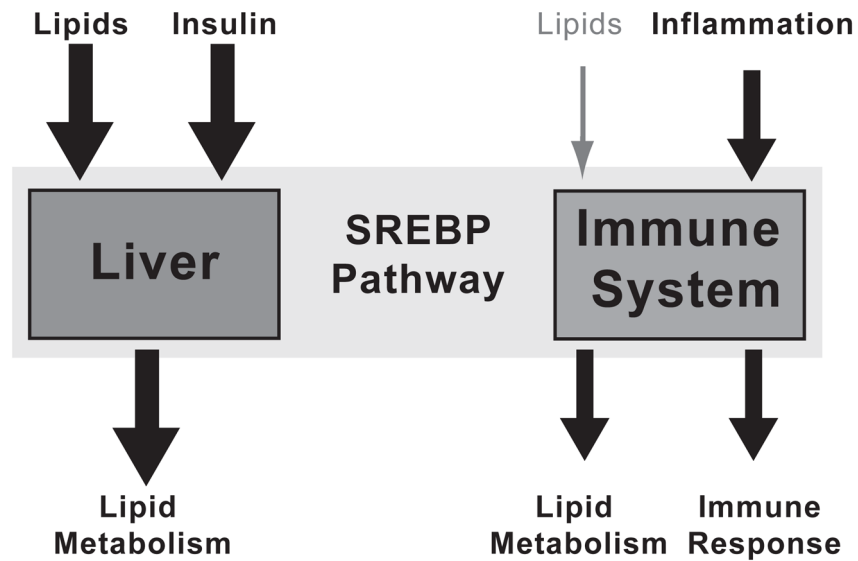 Lipids Insulin Lipids Inflammation
Liver
SREBP
Pathway
Immune
System
Lipid
Metabolism
Lipid
Metabolism
Immune
Response